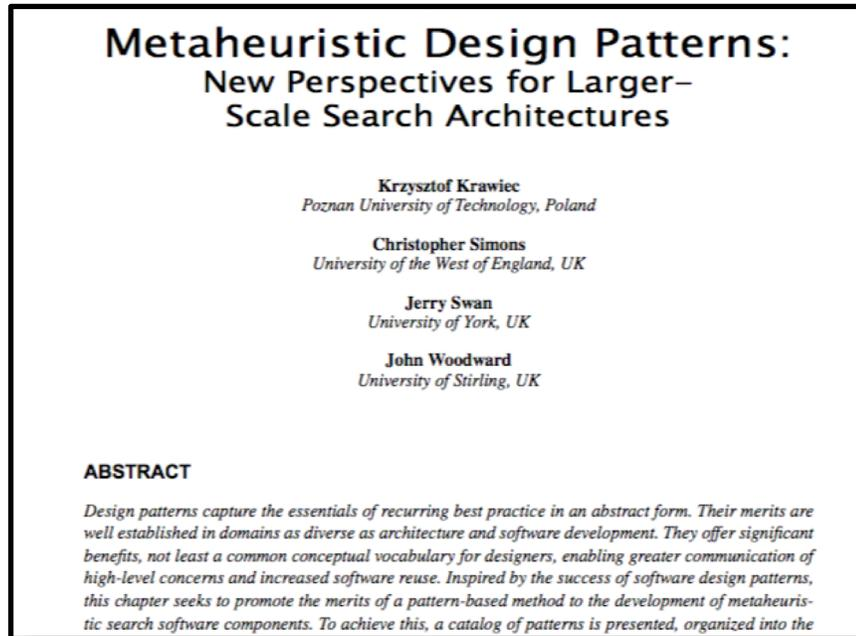 Metaheuristic Design Patterns:
New Perspectives for Larger–
Scale Search Architectures
Krzysztof Krawiec
Poznan University of Technology, Poland
Christopher Simons
University of the West of England, UK
Jerry Swan
University of York, UK
John Woodward
University of Stirling, UK
ABSTRACT
Design patterns capture the essentials of recurring best practice in an abstract form. Their merits are
well established in domains as diverse as architecture and software development. They offer significant
benefits, not least a common conceptual vocabulary for designers, enabling greater communication of
high-level concerns and increased software reuse. Inspired by the success of software design patterns,
this chapter seeks to promote the merits of a pattern-based method to the development of metaheuris-
tic search software components. To achieve this, a catalog of patterns is presented, organized into the